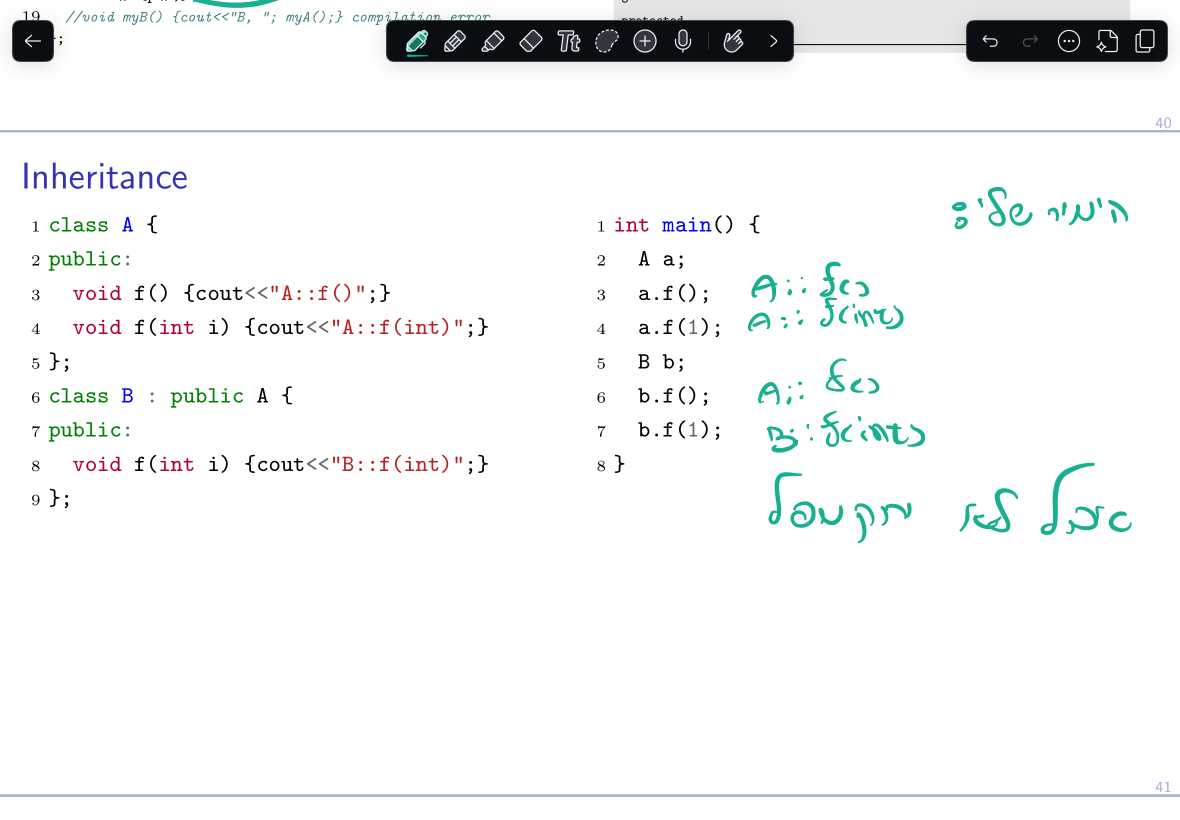 19 //void myB() {cout<<"B, "; myA();} compilation error
};
protected
40
Inheritance
1 class A {
2 public:
3 void f() {cout<<"A::f()";}
4 void f(int i) {cout<<"A::f(int)";}
5 };
6 class B : public A {
7 public:
8 void f(int i) {cout<<"B::f(int)";}
9 };
1 int main() {
2 A a;
3 a.f();
4 a.f(1);
5 B b;
6 b.f();
7 b.f(1);
8 }
הימור שלי:
A:: f()
A:: f(int)
A:: f()
B:: f(int)
אבל לא יתקמפל
41